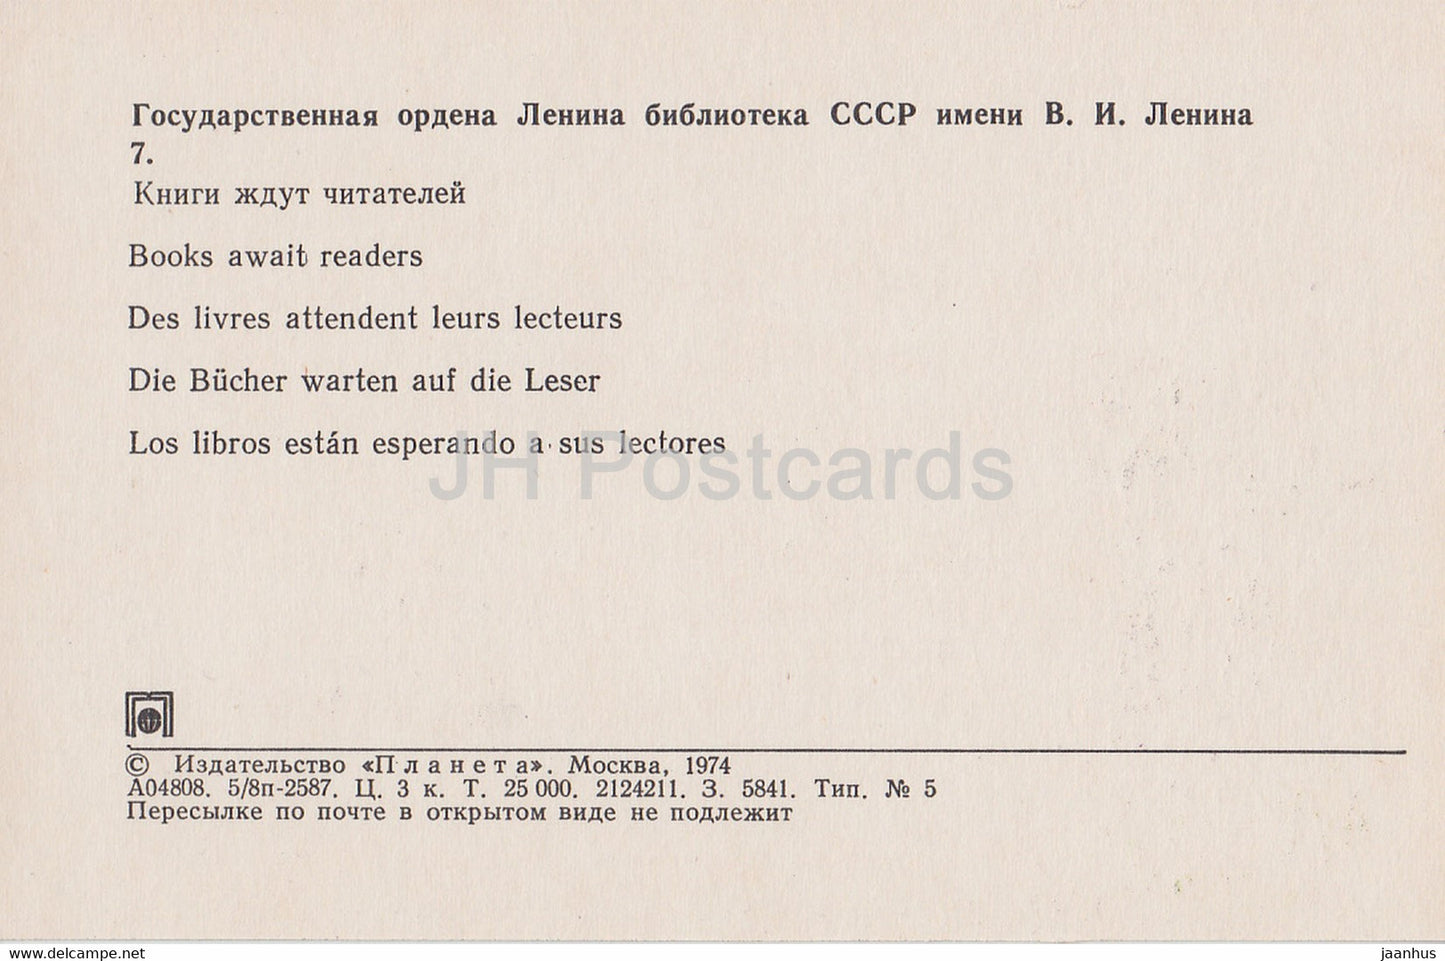 Государственная ордена Ленина библиотека СССР имени В. И. Ленина
7.
Книги ждут читателей
Books await readers
Des livres attendent leurs lecteurs
Die Bücher warten auf die Leser
Los libros están esperando a sus lectores
JH Postcards
© Издательство «Планета». Москва, 1974
А04808. 5/8п-2587. Ц. 3 к. Т. 25 000. 2124211. З. 5841. Тип. № 5
Пересылке по почте в открытом виде не подлежит
www.delcampe.net
jaanhus